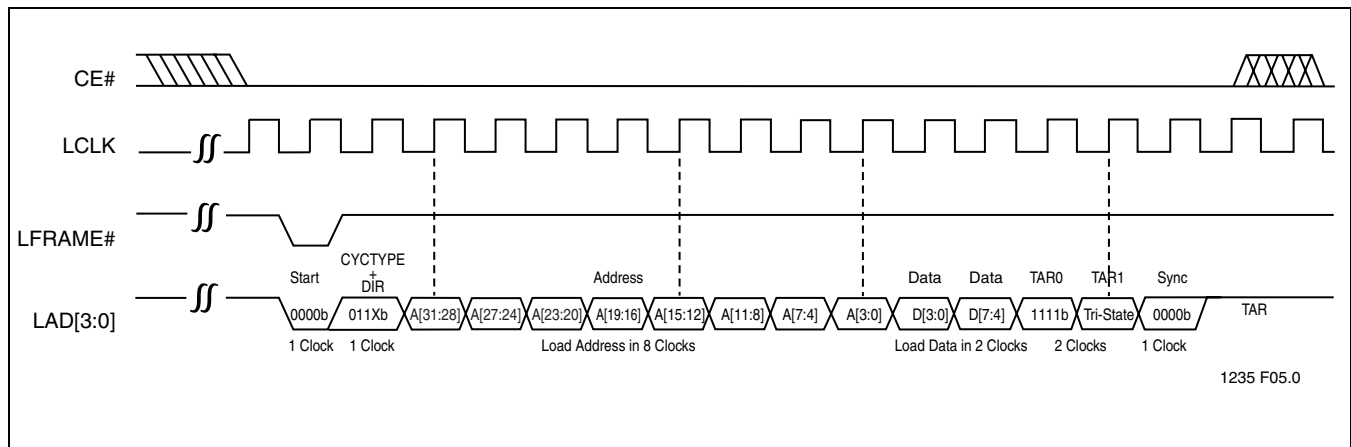 CE#
LCLK
LFRAME#
CYCTYPE
Start + Address Data Data TAR0 TAR1 Sync
DIR
LAD[3:0] 0000b 011Xb A[31:28] A[27:24] A[23:20] A[19:16] A[15:12] A[11:8] A[7:4] A[3:0] D[3:0] D[7:4] 1111b Tri-State 0000b TAR
1 Clock 1 Clock Load Address in 8 Clocks Load Data in 2 Clocks 2 Clocks 1 Clock
1235 F05.0